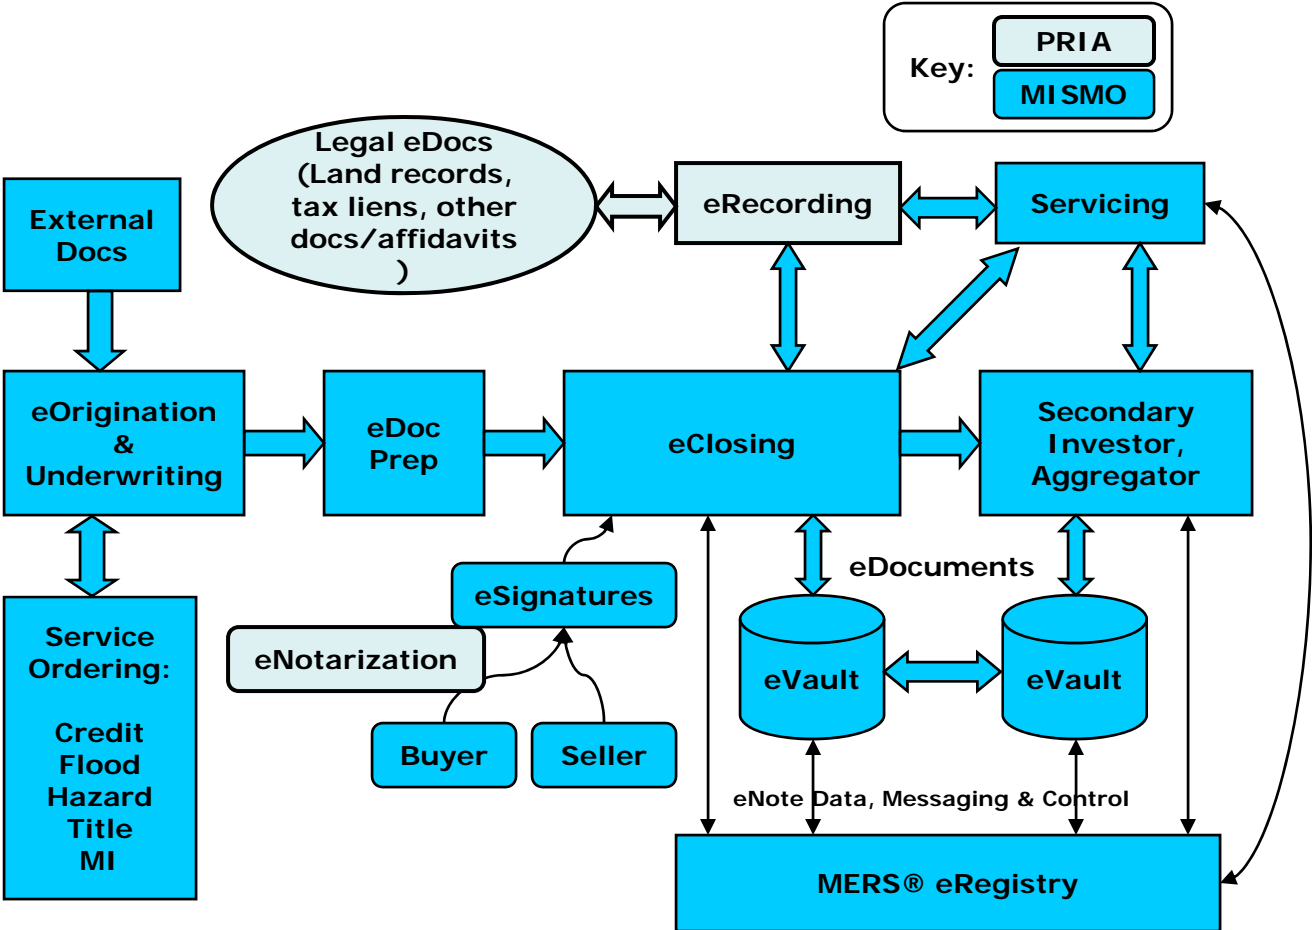 Key:
PRIA
MISMO
Legal eDocs
(Land records,
tax liens, other
docs/affidavits
)
eRecording
Servicing
External
Docs
eOrigination
&
Underwriting
eDoc
Prep
eClosing
Secondary
Investor,
Aggregator
eDocuments
eSignatures
eNotarization
Buyer
Seller
Service
Ordering:
Credit
Flood
Hazard
Title
MI
eVault
eVault
eNote Data, Messaging & Control
MERS® eRegistry